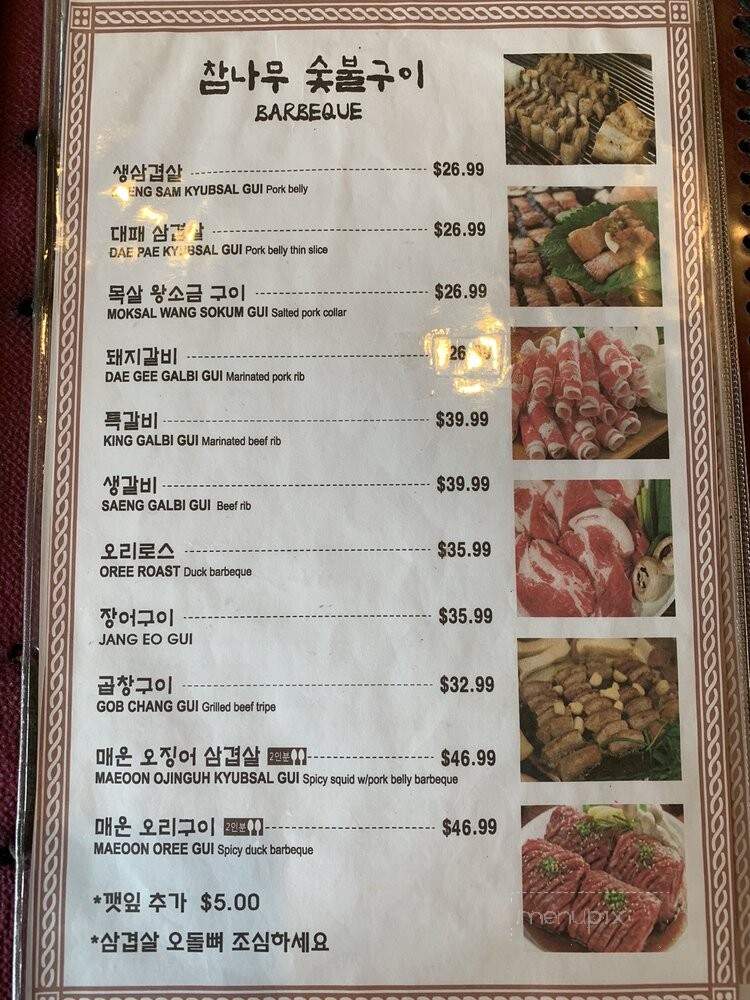 참나무 숯불구이
BARBEQUE
생삼겹살 $26.99
SAM KYUBSAL GUI Pork belly
대패 삼겹살 $26.99
DAE PAE KYUBSAL GUI Pork belly thin slice
목살 왕소금 구이 $26.99
MOKSAL WANG SOKUM GUI Salted pork collar
돼지갈비
DAE GEE GALBI GUI Marinated pork rib
특갈비 $39.99
KING GALBI GUI Marinated beef rib
생갈비 $39.99
SAENG GALBI GUI Beef rib
오리로스 $35.99
OREE ROAST Duck barbeque
장어구이 $35.99
JANG EO GUI
곱창구이 $32.99
GOB CHANG GUI Grilled beef tripe
매운 오징어 삼겹살 2인분 $46.99
MAEOON OJINGUH KYUBSAL GUI Spicy squid w/pork belly barbeque
매운 오리구이 2인분 $46.99
MAEOON OREE GUI Spicy duck barbeque
*깻잎 추가 $5.00
*삼겹살 오돌뼈 조심하세요
menupix